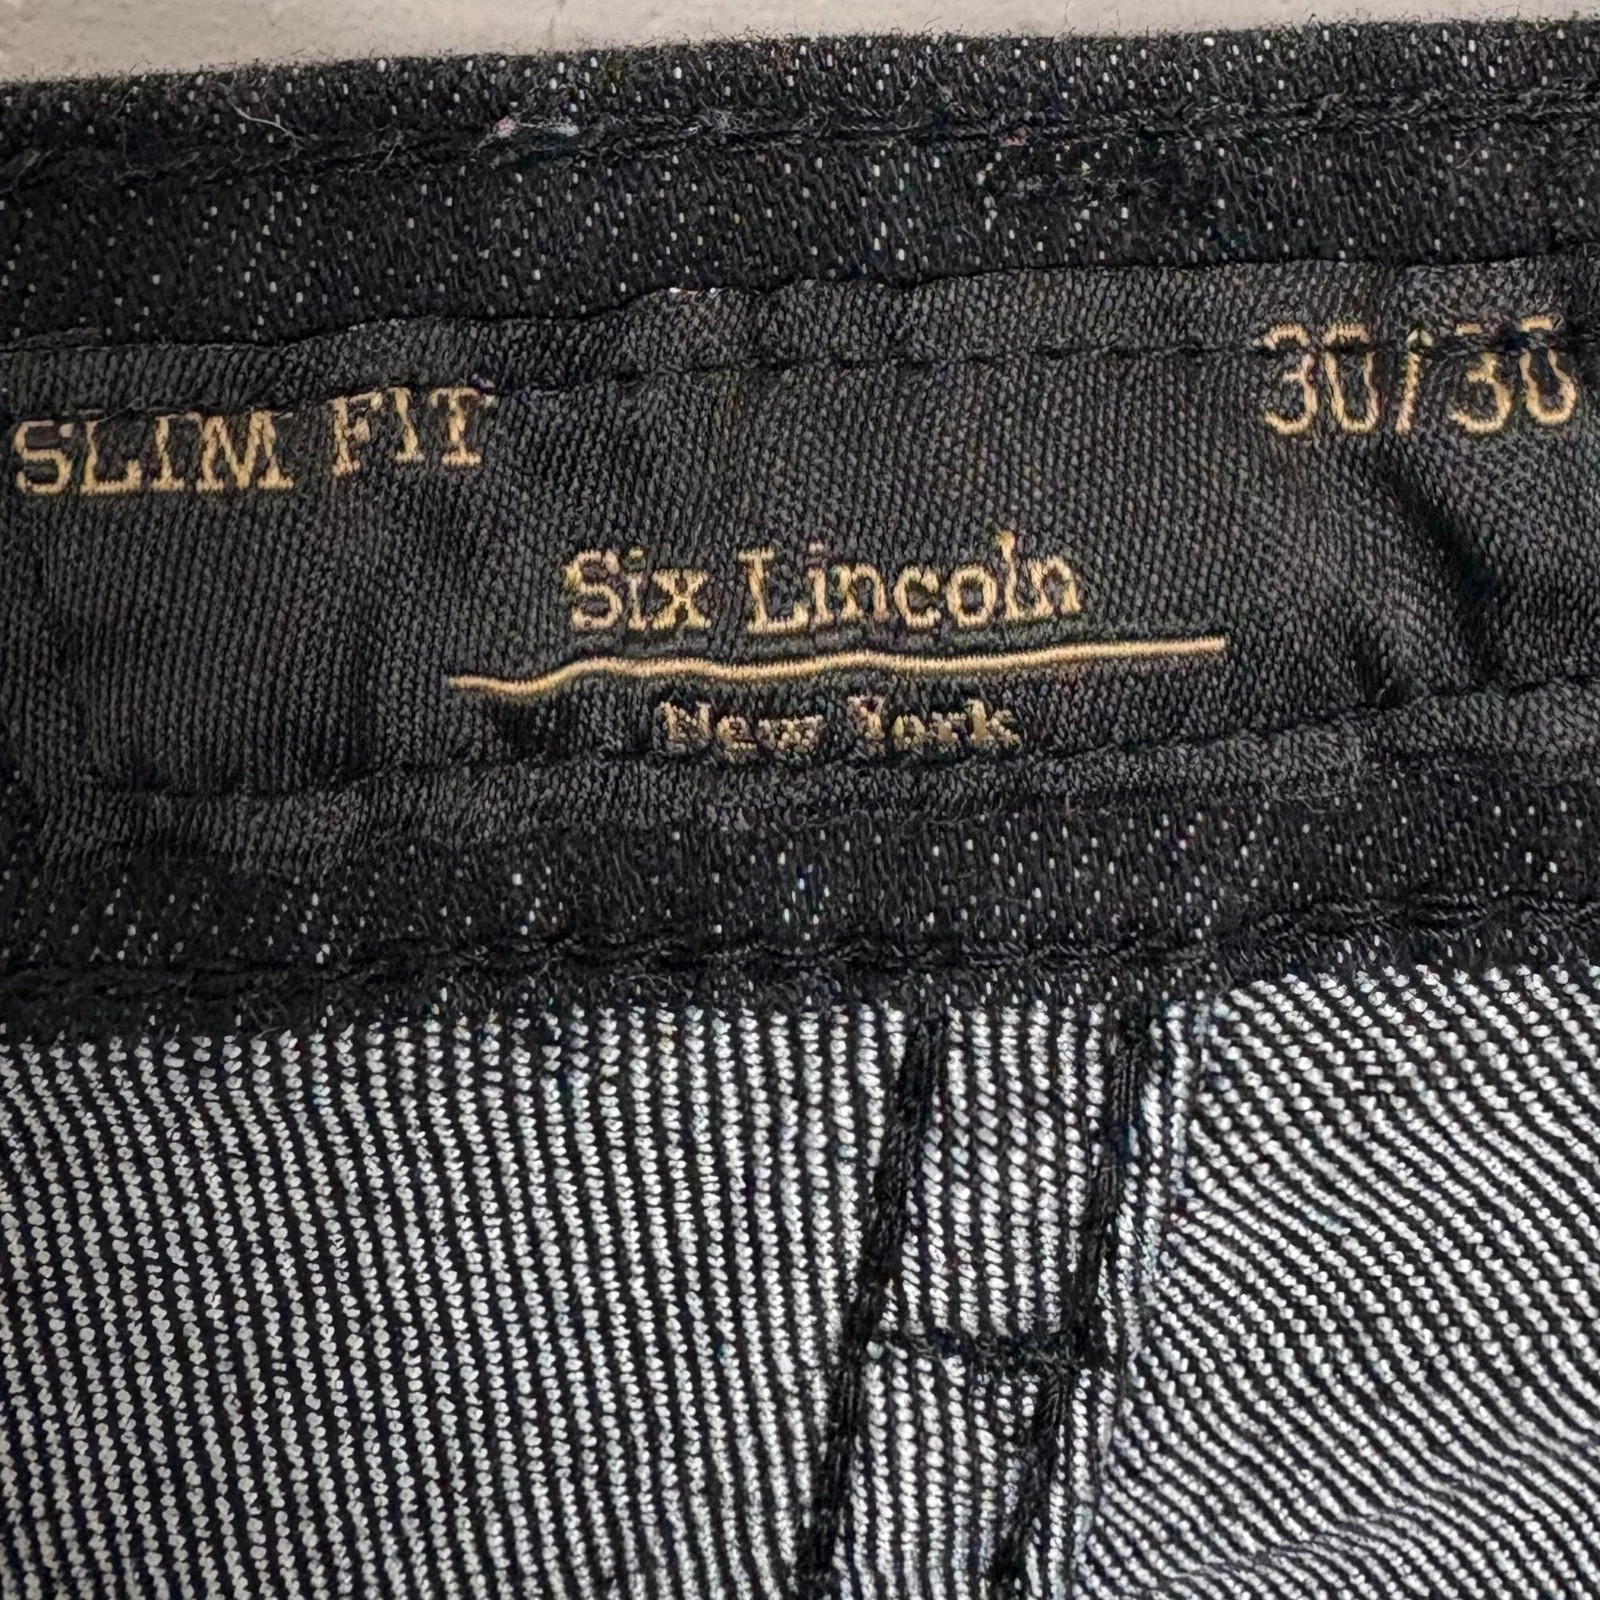 SLIM FIT
30/30
Six Lincoln
New York